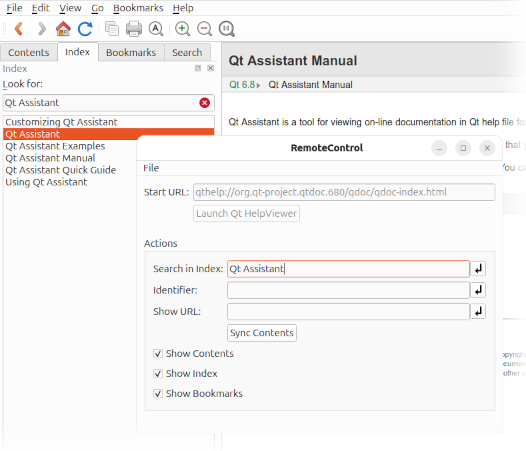 File Edit View Go Bookmarks Help
Contents Index Bookmarks Search
Index
Look for:
Qt Assistant
Customizing Qt Assistant
Qt Assistant
Qt Assistant Examples
Qt Assistant Manual
Qt Assistant Quick Guide
Using Qt Assistant
Qt Assistant Manual
Qt 6.8 Qt Assistant Manual
Qt Assistant is a tool for viewing on-line documentation in Qt help file
RemoteControl
File
Start URL: qthelp://org.qt-project.qtdoc.680/qdoc/qdoc-index.html
Launch Qt HelpViewer
Actions
Search in Index: Qt Assistant
Identifier:
Show URL:
Sync Contents
Show Contents
Show Index
Show Bookmarks